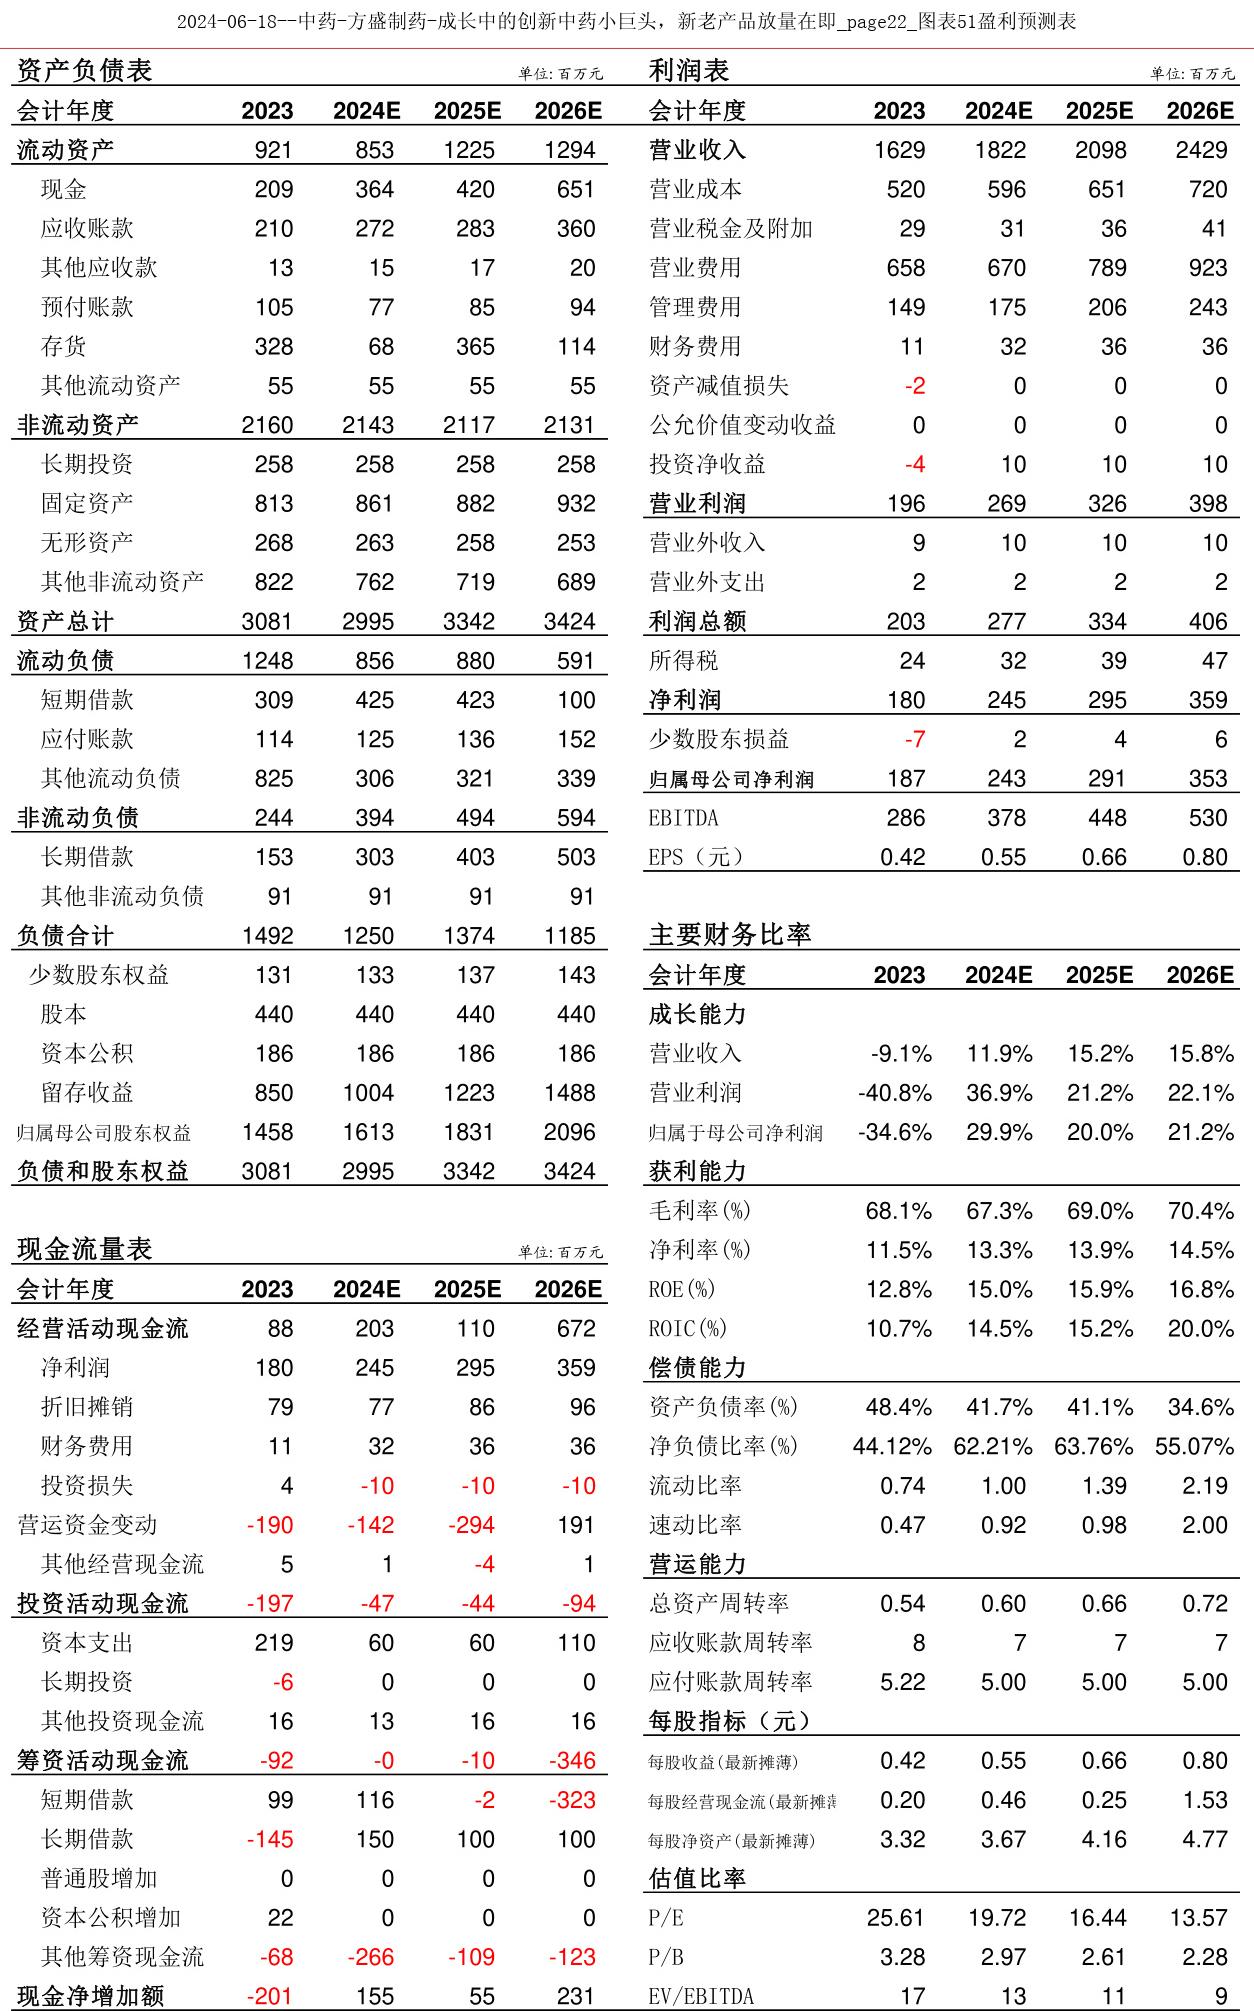 2024-06-18--中药-方盛制药-成长中的创新中药小巨头，新老产品放量在即_page22_图表51盈利预测表
资产负债表 单位:百万元
会计年度 2023 2024E 2025E 2026E
流动资产 921 853 1225 1294
现金 209 364 420 651
应收账款 210 272 283 360
其他应收款 13 15 17 20
预付账款 105 77 85 94
存货 328 68 365 114
其他流动资产 55 55 55 55
非流动资产 2160 2143 2117 2131
长期投资 258 258 258 258
固定资产 813 861 882 932
无形资产 268 263 258 253
其他非流动资产 822 762 719 689
资产总计 3081 2995 3342 3424
流动负债 1248 856 880 591
短期借款 309 425 423 100
应付账款 114 125 136 152
其他流动负债 825 306 321 339
非流动负债 244 394 494 594
长期借款 153 303 403 503
其他非流动负债 91 91 91 91
负债合计 1492 1250 1374 1185
少数股东权益 131 133 137 143
股本 440 440 440 440
资本公积 186 186 186 186
留存收益 850 1004 1223 1488
归属母公司股东权益 1458 1613 1831 2096
负债和股东权益 3081 2995 3342 3424
现金流量表 单位:百万元
会计年度 2023 2024E 2025E 2026E
经营活动现金流 88 203 110 672
净利润 180 245 295 359
折旧摊销 79 77 86 96
财务费用 11 32 36 36
投资损失 4 -10 -10 -10
营运资金变动 -190 -142 -294 191
其他经营现金流 5 1 -4 1
投资活动现金流 -197 -47 -44 -94
资本支出 219 60 60 110
长期投资 -6 0 0 0
其他投资现金流 16 13 16 16
筹资活动现金流 -92 -0 -10 -346
短期借款 99 116 -2 -323
长期借款 -145 150 100 100
普通股增加 0 0 0 0
资本公积增加 22 0 0 0
其他筹资现金流 -68 -266 -109 -123
现金净增加额 -201 155 55 231
利润表 单位:百万元
会计年度 2023 2024E 2025E 2026E
营业收入 1629 1822 2098 2429
营业成本 520 596 651 720
营业税金及附加 29 31 36 41
营业费用 658 670 789 923
管理费用 149 175 206 243
财务费用 11 32 36 36
资产减值损失 -2 0 0 0
公允价值变动收益 0 0 0 0
投资净收益 -4 10 10 10
营业利润 196 269 326 398
营业外收入 9 10 10 10
营业外支出 2 2 2 2
利润总额 203 277 334 406
所得税 24 32 39 47
净利润 180 245 295 359
少数股东损益 -7 2 4 6
归属母公司净利润 187 243 291 353
EBITDA 286 378 448 530
EPS（元） 0.42 0.55 0.66 0.80
主要财务比率
会计年度 2023 2024E 2025E 2026E
成长能力
营业收入 -9.1% 11.9% 15.2% 15.8%
营业利润 -40.8% 36.9% 21.2% 22.1%
归属于母公司净利润 -34.6% 29.9% 20.0% 21.2%
获利能力
毛利率(%) 68.1% 67.3% 69.0% 70.4%
净利率(%) 11.5% 13.3% 13.9% 14.5%
ROE(%) 12.8% 15.0% 15.9% 16.8%
ROIC(%) 10.7% 14.5% 15.2% 20.0%
偿债能力
资产负债率(%) 48.4% 41.7% 41.1% 34.6%
净负债比率(%) 44.12% 62.21% 63.76% 55.07%
流动比率 0.74 1.00 1.39 2.19
速动比率 0.47 0.92 0.98 2.00
营运能力
总资产周转率 0.54 0.60 0.66 0.72
应收账款周转率 8 7 7 7
应付账款周转率 5.22 5.00 5.00 5.00
每股指标（元）
每股收益(最新摊薄) 0.42 0.55 0.66 0.80
每股经营现金流(最新摊薄 0.20 0.46 0.25 1.53
每股净资产(最新摊薄) 3.32 3.67 4.16 4.77
估值比率
P/E 25.61 19.72 16.44 13.57
P/B 3.28 2.97 2.61 2.28
EV/EBITDA 17 13 11 9